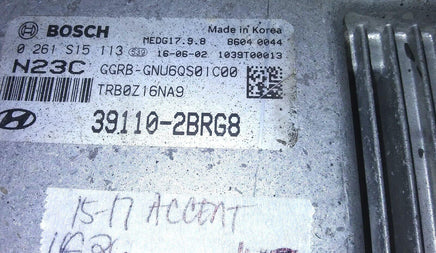 BOSCH Made in Korea
MEDG17.9.8 8604 0044
0 261 S15 113 16-06-02 1039T00013
N23C GGRB-GNU6QS01C00
TRB0Z16NA9
39110-2BRG8
15-17 ACCENT